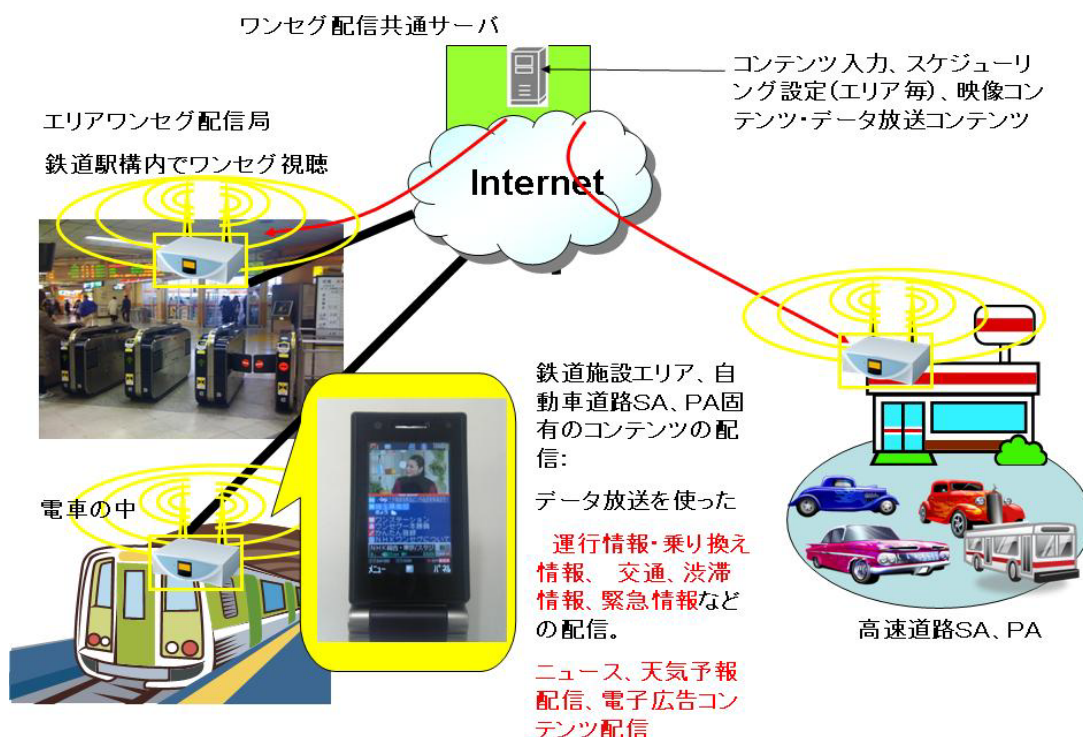 ワンセグ配信共通サーバ
コンテンツ入力、スケジューリ
ング設定(エリア毎)、映像コン
テンツ・データ放送コンテンツ
エリアワンセグ配信局
鉄道駅構内でワンセグ視聴
Internet
鉄道施設エリア、自
動車道路SA、PA固
有のコンテンツの配
信:
データ放送を使った
運行情報・乗り換え
情報、 交通、渋滞
情報、緊急情報など
の配信。
ニュース、天気予報
配信、電子広告コン
テンツ配信
電車の中
メニュー
高速道路SA、PA